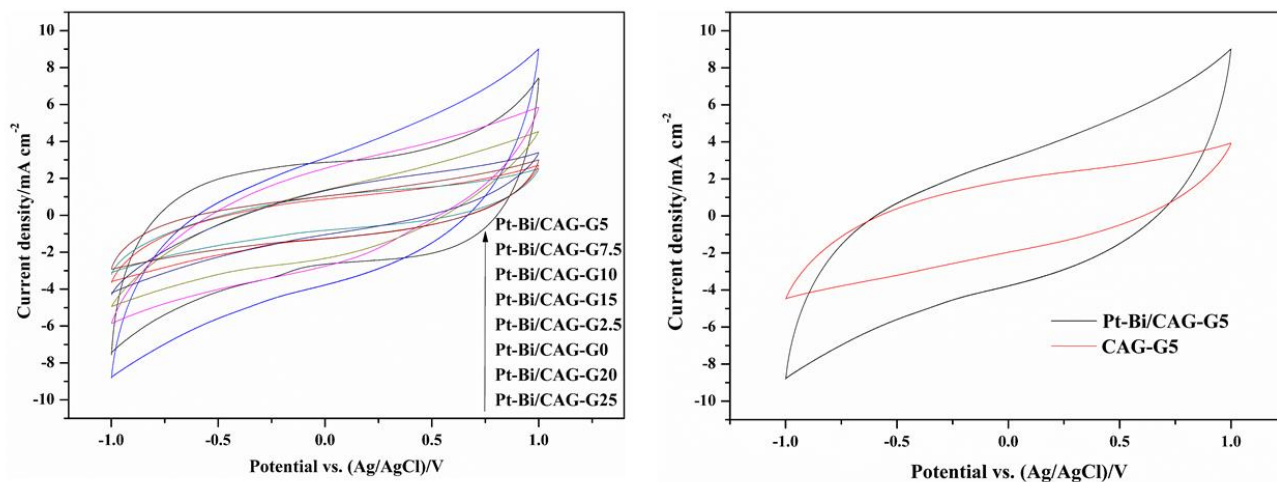 10
8
6
4
2
0
-2
-4
-6
-8
-10
Current density/mA cm⁻²
-1.0 -0.5 0.0 0.5 1.0
Potential vs. (Ag/AgCl)/V
Pt-Bi/CAG-G5
Pt-Bi/CAG-G7.5
Pt-Bi/CAG-G10
Pt-Bi/CAG-G15
Pt-Bi/CAG-G2.5
Pt-Bi/CAG-G0
Pt-Bi/CAG-G20
Pt-Bi/CAG-G25
10
8
6
4
2
0
-2
-4
-6
-8
-10
Current density/mA cm⁻²
Pt-Bi/CAG-G5
CAG-G5
-1.0 -0.5 0.0 0.5 1.0
Potential vs. (Ag/AgCl)/V